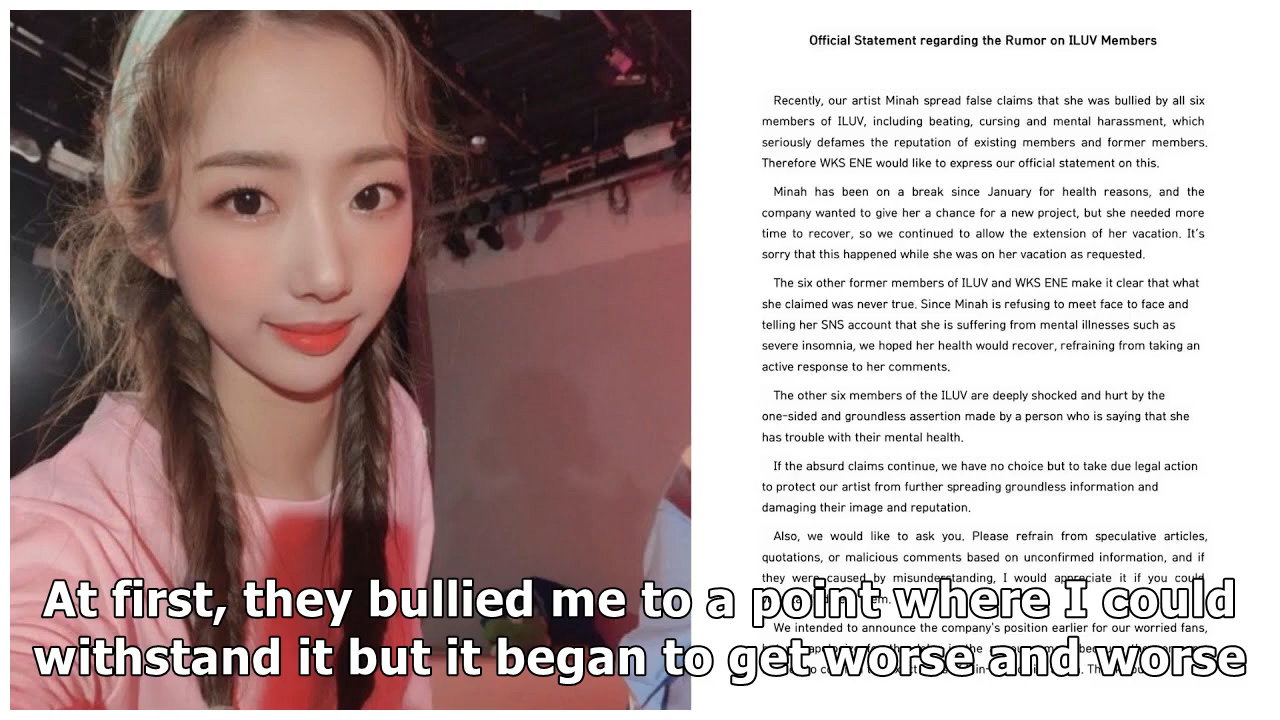 Official Statement regarding the Rumor on ILUV Members
Recently, our artist Minah spread false claims that she was bullied by all six
members of ILUV, including beating, cursing and mental harassment, which
seriously defames the reputation of existing members and former members.
Therefore WKS ENE would like to express our official statement on this.
Minah has been on a break since January for health reasons, and the
company wanted to give her a chance for a new project, but she needed more
time to recover, so we continued to allow the extension of her vacation. It's
sorry that this happened while she was on her vacation as requested.
The six other former members of ILUV and WKS ENE make it clear that what
she claimed was never true. Since Minah is refusing to meet face to face and
telling her SNS account that she is suffering from mental illnesses such as
severe insomnia, we hoped her health would recover, refraining from taking an
active response to her comments.
The other six members of the ILUV are deeply shocked and hurt by the
one-sided and groundless assertion made by a person who is saying that she
has trouble with their mental health.
If the absurd claims continue, we have no choice but to take due legal action
to protect our artist from further spreading groundless information and
damaging their image and reputation.
Also, we would like to ask you. Please refrain from speculative articles,
quotations, or malicious comments based on unconfirmed information, and if
they were caused by misunderstanding, I would appreciate it if you could
We intended to announce the company's position earlier for our worried fans,
At first, they bullied me to a point where I could
withstand it but it began to get worse and worse